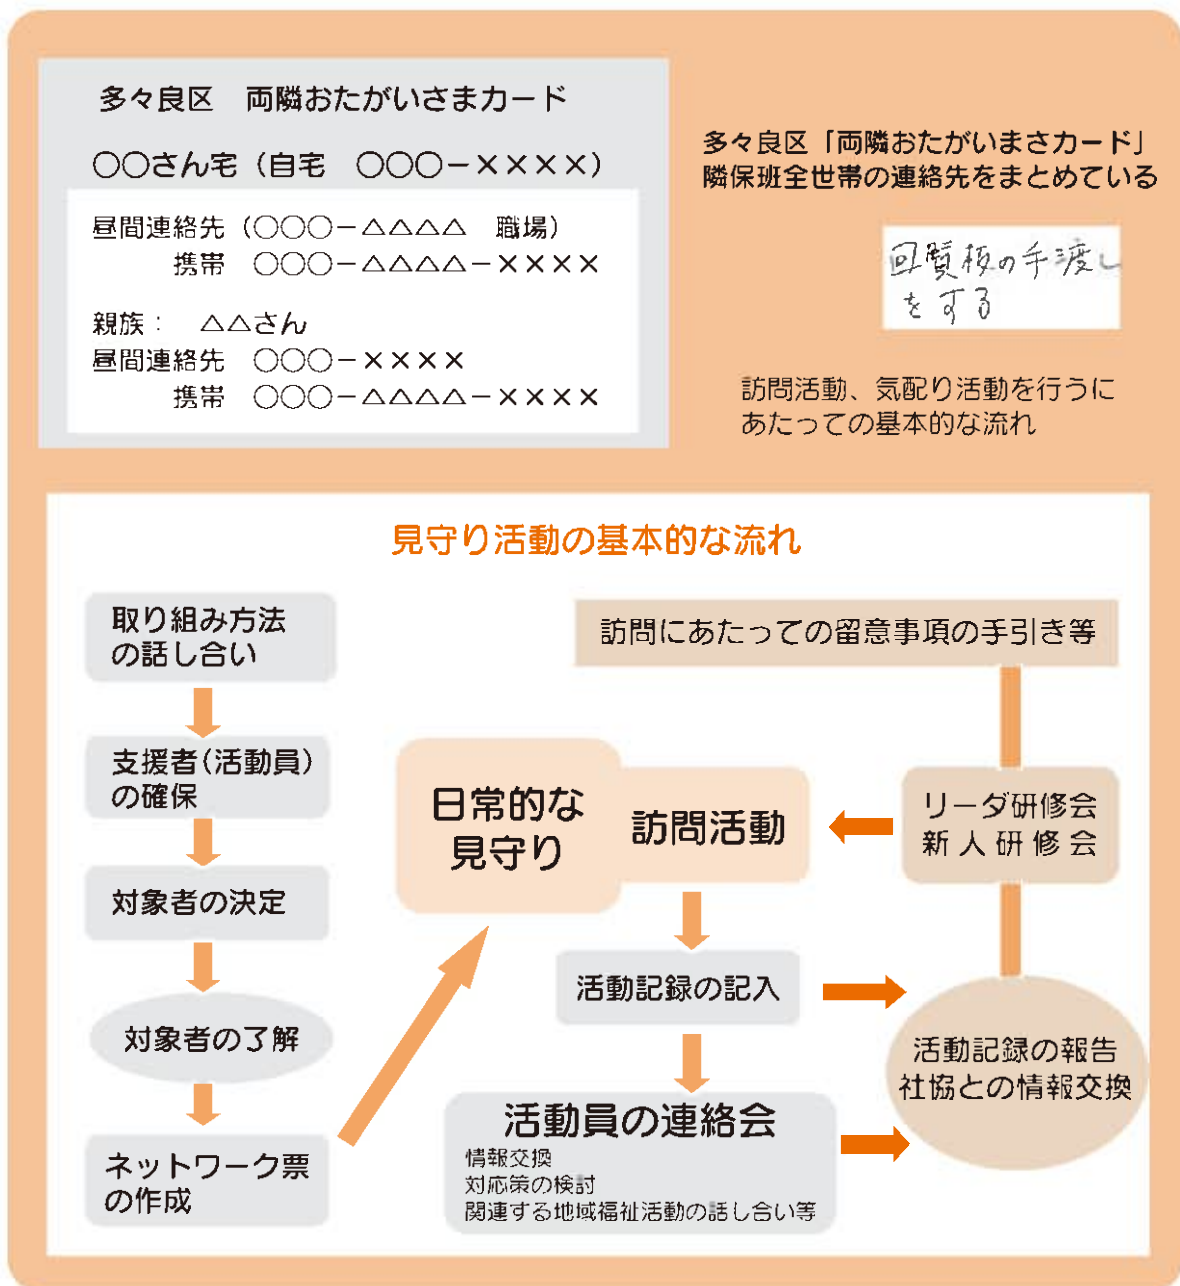 多々良区 両隣おたがいさまカード
〇〇さん宅（自宅 〇〇〇－××××）
昼間連絡先（〇〇〇－△△△△ 職場）
携帯 〇〇〇－△△△△－××××
親族： △△さん
昼間連絡先 〇〇〇－××××
携帯 〇〇〇－△△△△－××××
多々良区「両隣おたがいまさカード」
隣保班全世帯の連絡先をまとめている
回覧板の手渡し
をする
訪問活動、気配り活動を行うに
あたっての基本的な流れ
見守り活動の基本的な流れ
取り組み方法
の話し合い
支援者（活動員）
の確保
対象者の決定
対象者の了解
ネットワーク票
の作成
訪問にあたっての留意事項の手引き等
日常的な
見守り
訪問活動
リーダ研修会
新人研修会
活動記録の記入
活動記録の報告
社協との情報交換
活動員の連絡会
情報交換
対応策の検討
関連する地域福祉活動の話し合い等